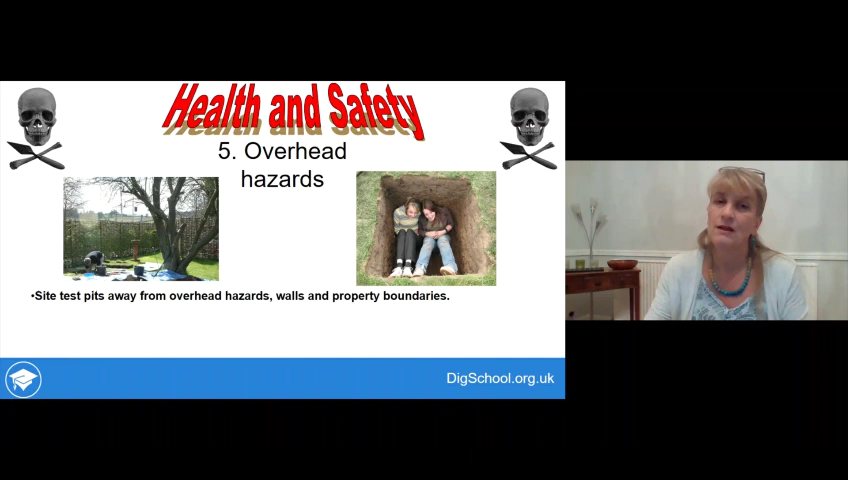 Health and Safety
5. Overhead
hazards
•Site test pits away from overhead hazards, walls and property boundaries.
DigSchool.org.uk